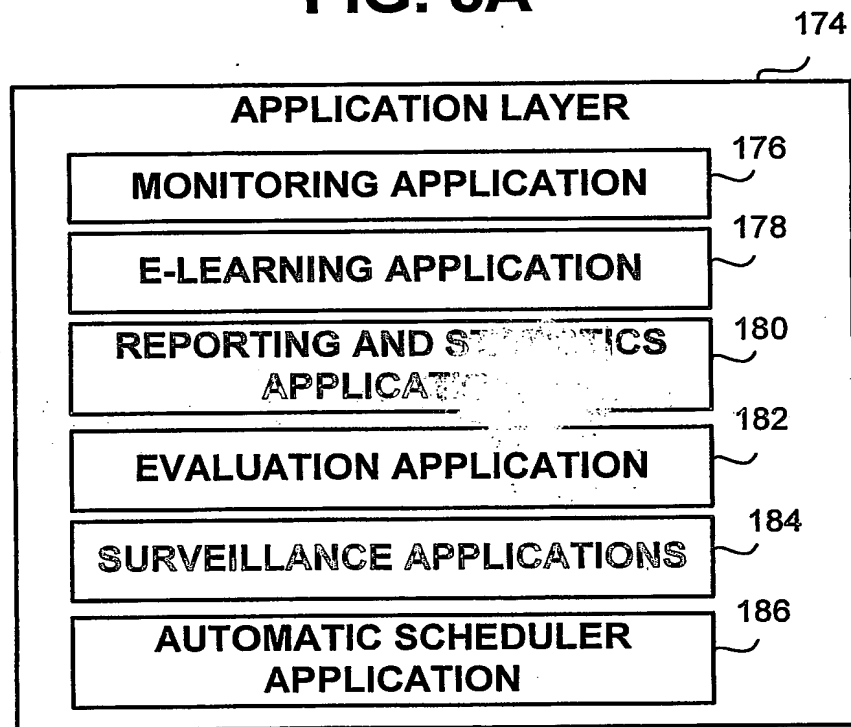 174
APPLICATION LAYER
MONITORING APPLICATION
176
E-LEARNING APPLICATION
178
REPORTING AND
180
EVALUATION APPLICATION
182
SURVEILLANCE APPLICATIONS
184
AUTOMATIC SCHEDULER
APPLICATION
186